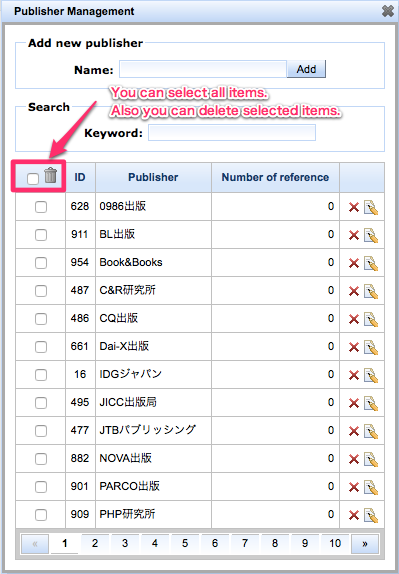 Publisher Management
Add new publisher
Name:
Add
You can select all items.
Also you can delete selected items.
Search
Keyword:
ID Publisher Number of reference
628 0986出版 0
911 BL出版 0
954 Book&Books 0
487 C&R研究所 0
486 CQ出版 0
661 Dai-X出版 0
16 IDGジャパン 0
495 JICC出版局 0
477 JTBパブリッシング 0
882 NOVA出版 0
901 PARCO出版 0
909 PHP研究所 0
« 1 2 3 4 5 6 7 8 9 10 »